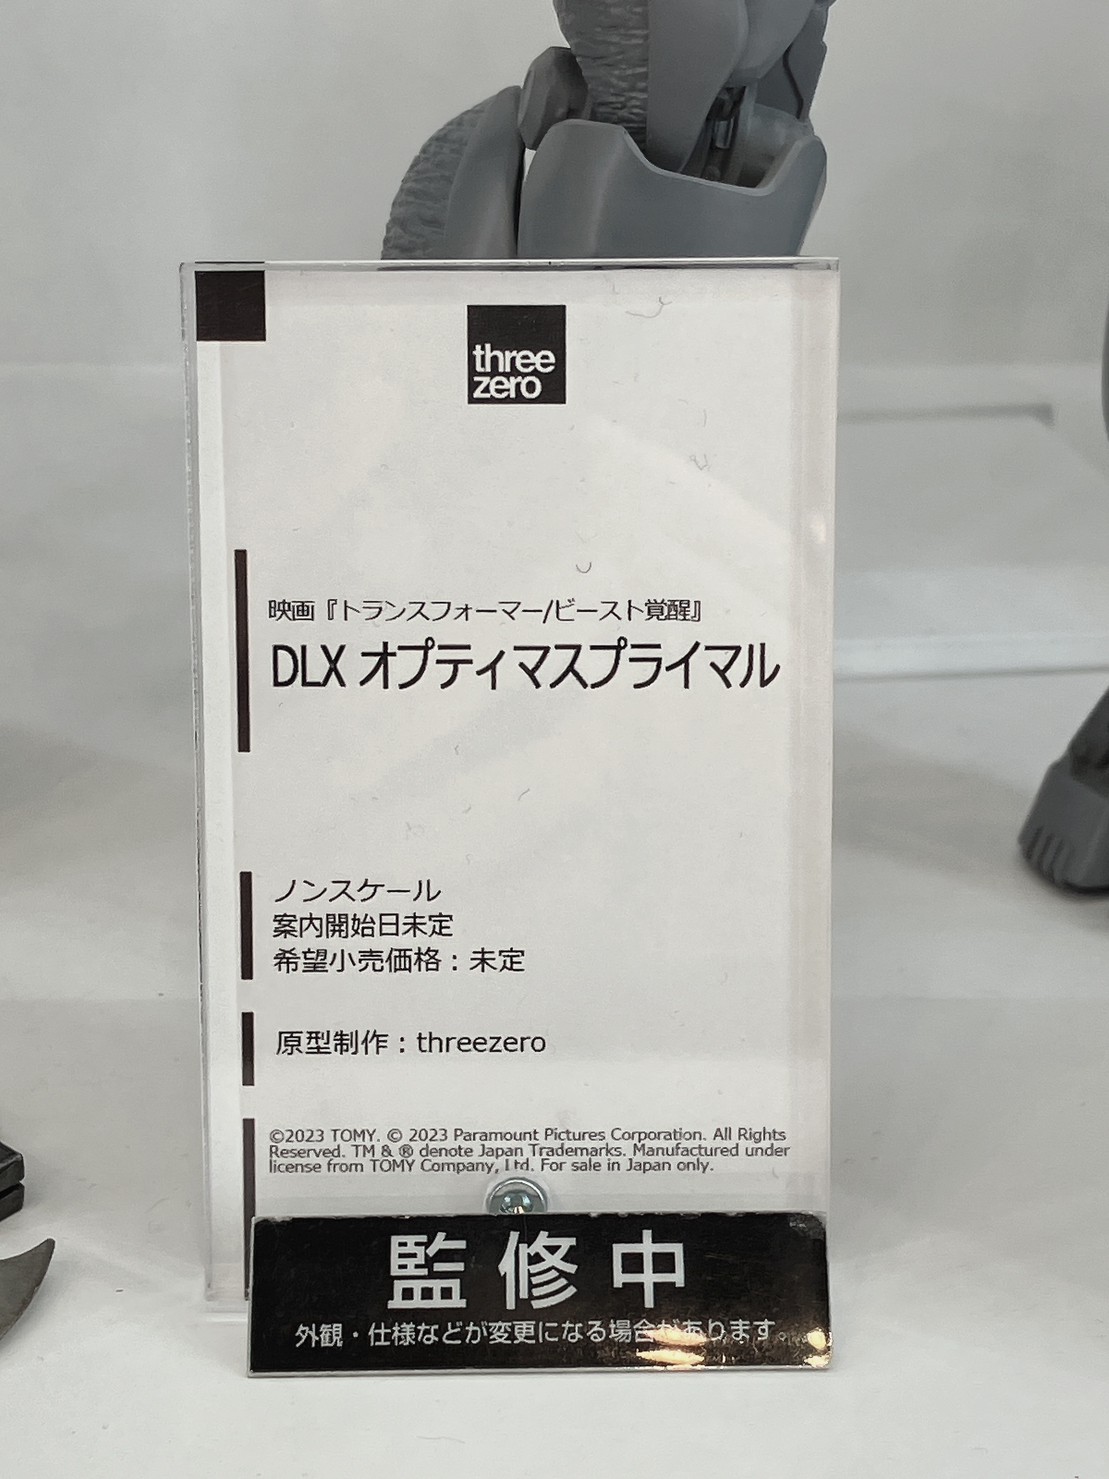 three
zero
映画『トランスフォーマー/ビースト覚醒』
DLX オプティマスプライマル
ノンスケール
案内開始日未定
希望小売価格：未定
原型制作：threezero
©2023 TOMY. © 2023 Paramount Pictures Corporation. All Rights
Reserved. TM & ® denote Japan Trademarks. Manufactured under
license from TOMY Company, Ltd. For sale in Japan only.
監修中
外観・仕様などが変更になる場合があります。